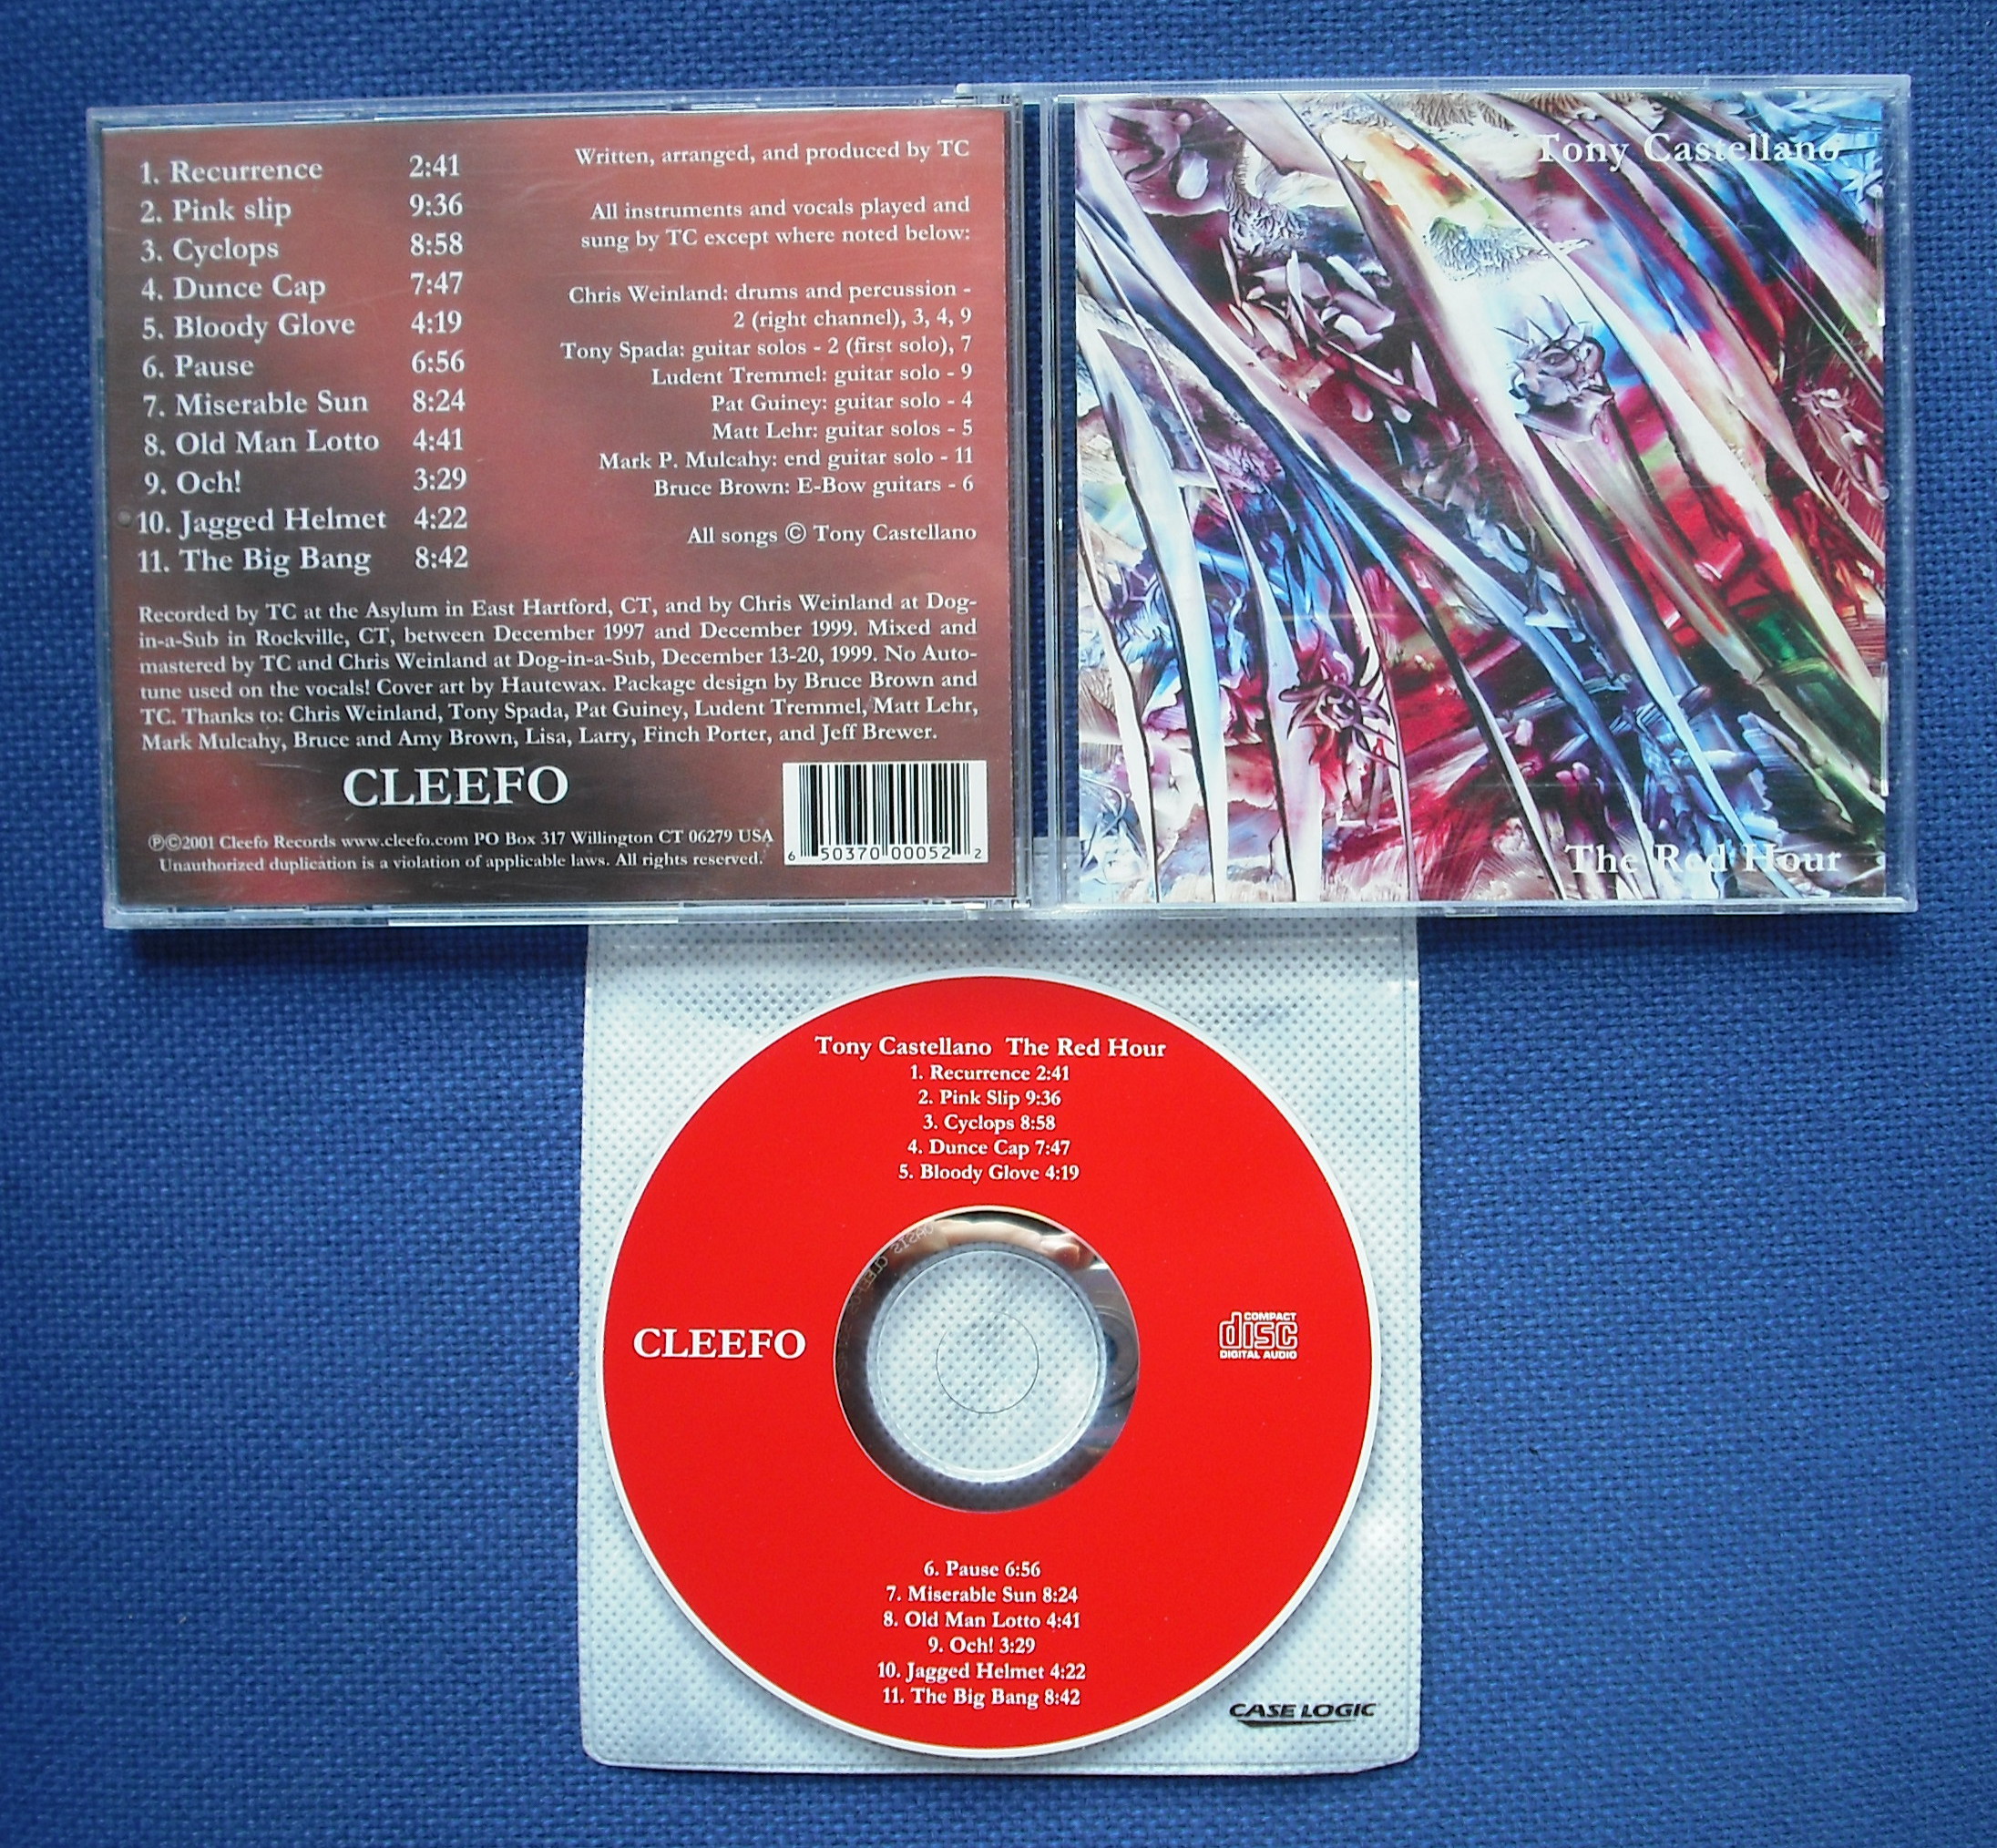 1. Recurrence 2:41
2. Pink slip 9:36
3. Cyclops 8:58
4. Dunce Cap 7:47
5. Bloody Glove 4:19
6. Pause 6:56
7. Miserable Sun 8:24
8. Old Man Lotto 4:41
9. Och! 3:29
10. Jagged Helmet 4:22
11. The Big Bang 8:42
Written, arranged, and produced by TC
All instruments and vocals played and
sung by TC except where noted below:
Chris Weinland: drums and percussion -
2 (right channel), 3, 4, 9
Tony Spada: guitar solos - 2 (first solo), 7
Ludent Tremmel: guitar solo - 9
Pat Guiney: guitar solo - 4
Matt Lehr: guitar solos - 5
Mark P. Mulcahy: end guitar solo - 11
Bruce Brown: E-Bow guitars - 6
All songs © Tony Castellano
Recorded by TC at the Asylum in East Hartford, CT, and by Chris Weinland at Dog-
in-a-Sub in Rockville, CT, between December 1997 and December 1999. Mixed and
mastered by TC and Chris Weinland at Dog-in-a-Sub, December 13-20, 1999. No Auto-
tune used on the vocals! Cover art by Hautewax. Package design by Bruce Brown and
TC. Thanks to: Chris Weinland, Tony Spada, Pat Guiney, Ludent Tremmel, Matt Lehr,
Mark Mulcahy, Bruce and Amy Brown, Lisa, Larry, Finch Porter, and Jeff Brewer.
CLEEFO
℗©2001 Cleefo Records www.cleefo.com PO Box 317 Willington CT 06279 USA
Unauthorized duplication is a violation of applicable laws. All rights reserved.
6 50370 00052 2
Tony Castellano
The Red Hour
Tony Castellano The Red Hour
1. Recurrence 2:41
2. Pink Slip 9:36
3. Cyclops 8:58
4. Dunce Cap 7:47
5. Bloody Glove 4:19
CLEEFO
COMPACT
disc
DIGITAL AUDIO
6. Pause 6:56
7. Miserable Sun 8:24
8. Old Man Lotto 4:41
9. Och! 3:29
10. Jagged Helmet 4:22
11. The Big Bang 8:42
CASE LOGIC